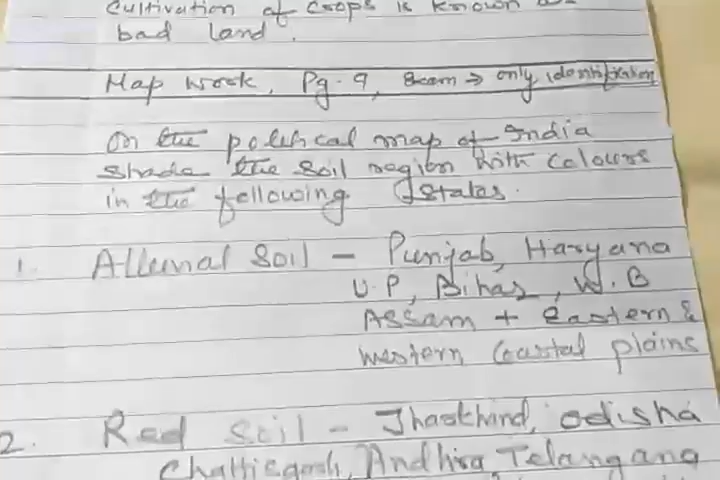 Cultivation of crops is known as
bad land.
Map work, Pg. 9, Exam → only identification
On the political map of India
shade the soil region with colours
in the following States.
1. Alluvial Soil - Punjab, Haryana
U.P, Bihar, W.B
Assam + eastern &
western coastal plains
2. Red Soil - Jharkhind, odisha
Chattisgarh, Andhra, Telangana